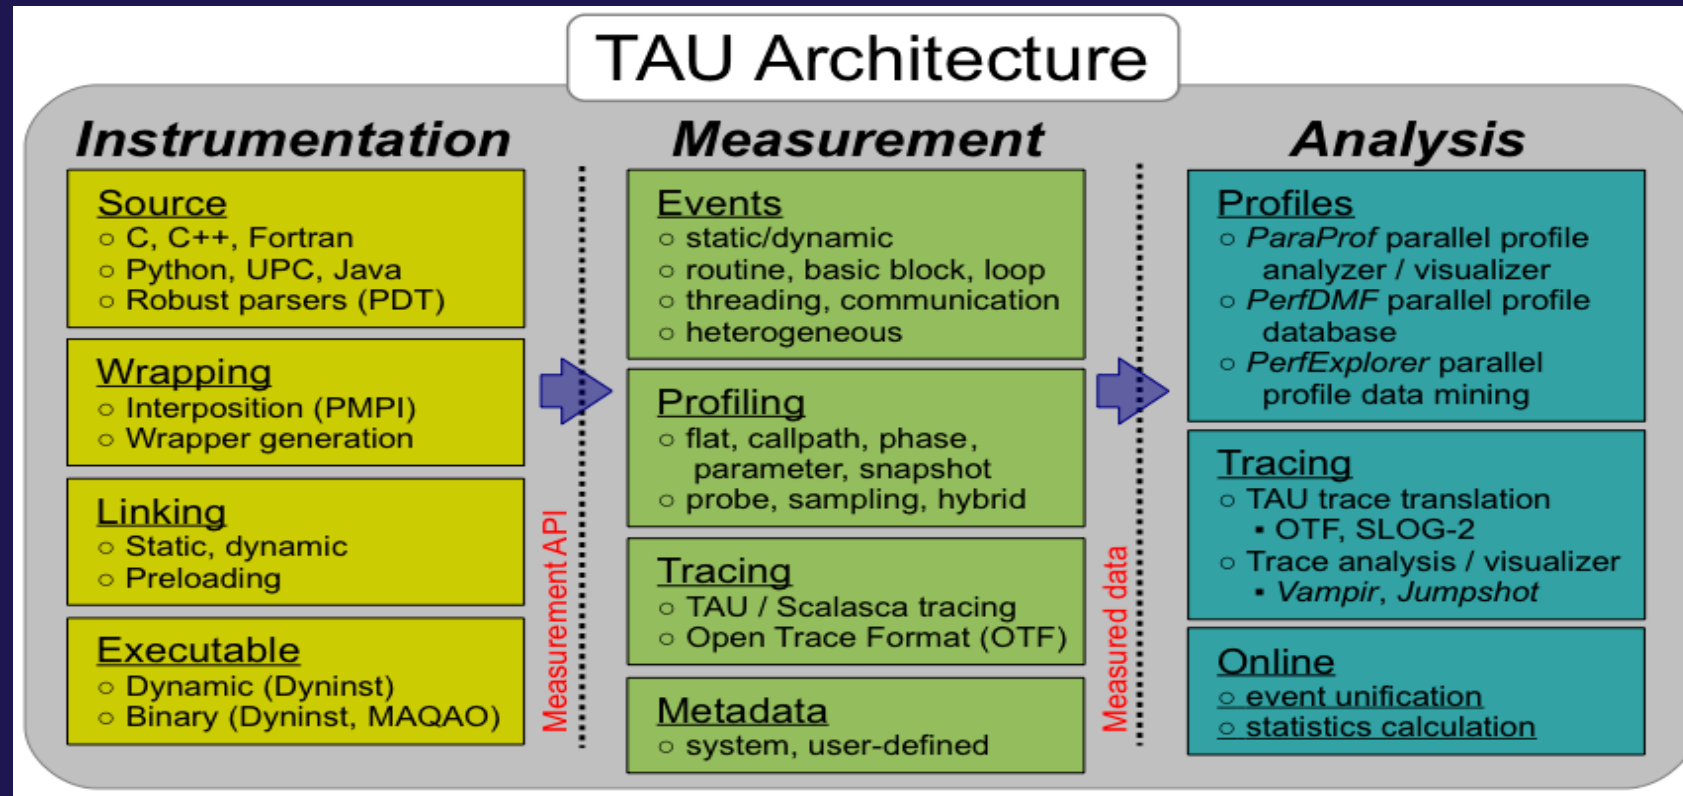 TAU Architecture
Instrumentation
Source
○ C, C++, Fortran
○ Python, UPC, Java
○ Robust parsers (PDT)
Wrapping
○ Interposition (PMPI)
○ Wrapper generation
Linking
○ Static, dynamic
○ Preloading
Executable
○ Dynamic (Dyninst)
○ Binary (Dyninst, MAQAO)
Measurement API
Measurement
Events
○ static/dynamic
○ routine, basic block, loop
○ threading, communication
○ heterogeneous
Profiling
○ flat, callpath, phase,
parameter, snapshot
○ probe, sampling, hybrid
Tracing
○ TAU / Scalasca tracing
○ Open Trace Format (OTF)
Metadata
○ system, user-defined
Measured data
Analysis
Profiles
○ ParaProf parallel profile
analyzer / visualizer
○ PerfDMF parallel profile
database
○ PerfExplorer parallel
profile data mining
Tracing
○ TAU trace translation
▪ OTF, SLOG-2
○ Trace analysis / visualizer
▪ Vampir, Jumpshot
Online
○ event unification
○ statistics calculation